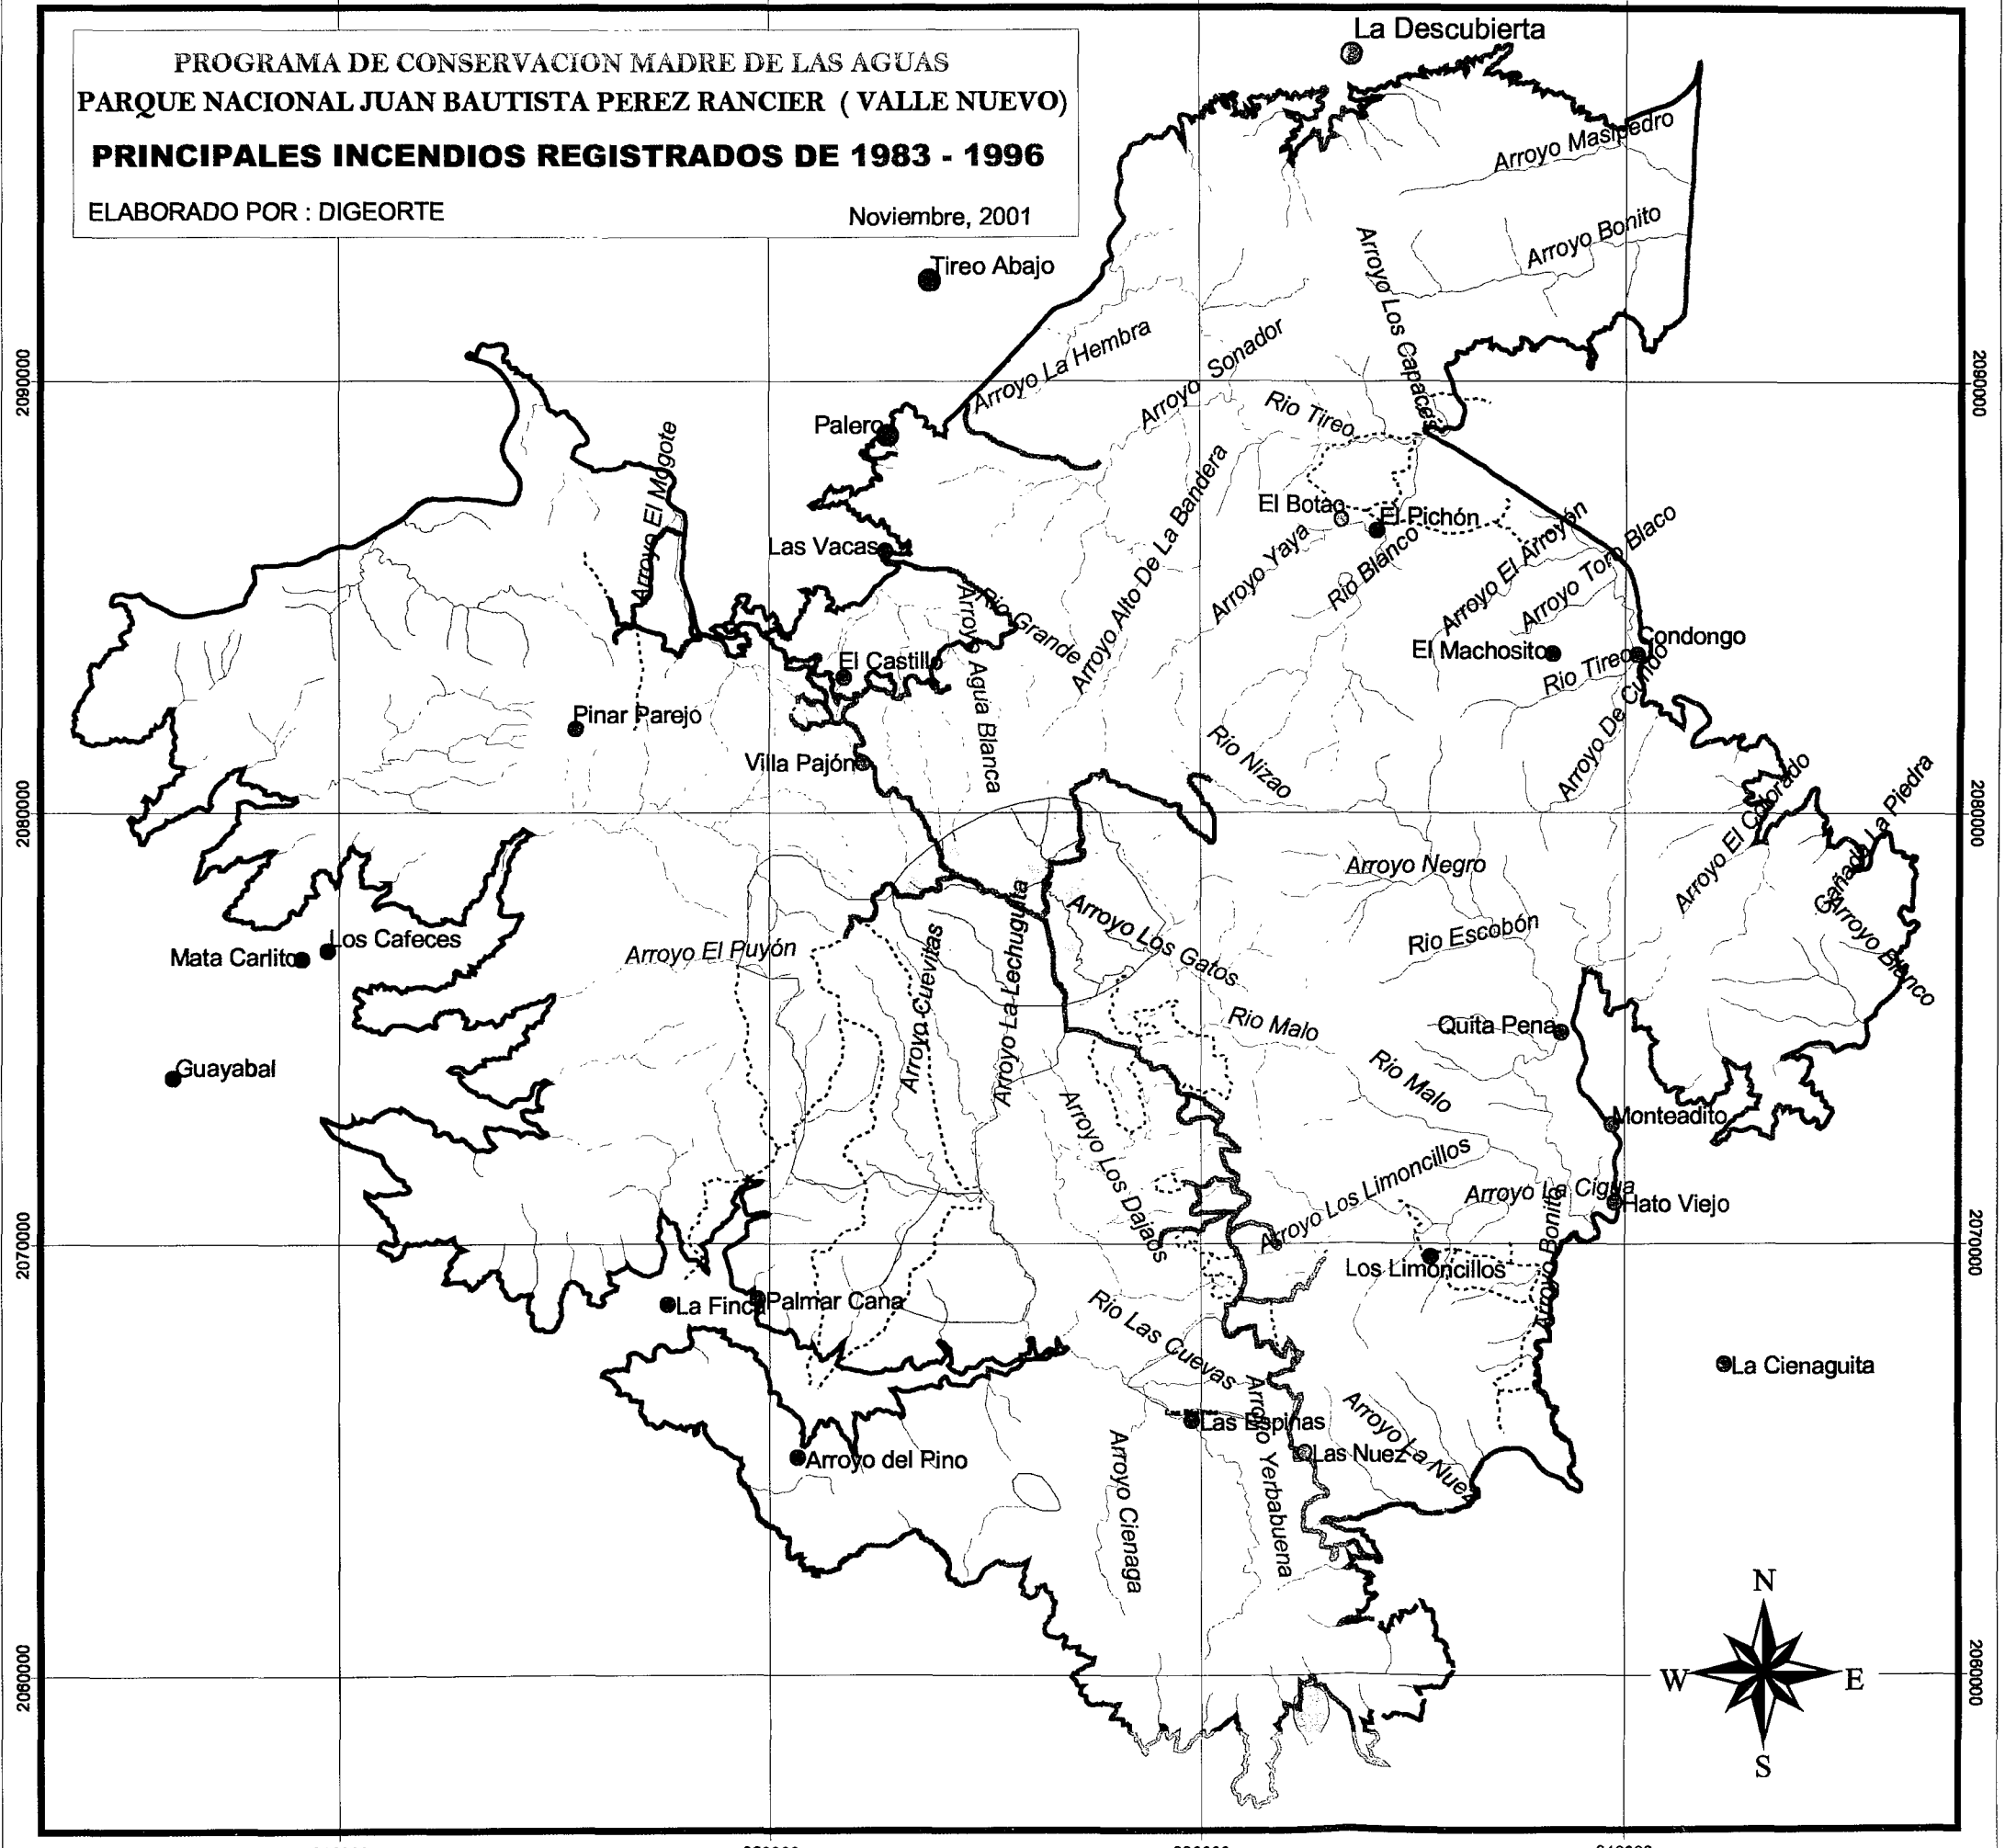 PROGRAMA DE CONSERVACION MADRE DE LAS AGUAS
PARQUE NACIONAL JUAN BAUTISTA PEREZ RANCIER ( VALLE NUEVO)
PRINCIPALES INCENDIOS REGISTRADOS DE 1983 - 1996
ELABORADO POR : DIGEORTE
Noviembre, 2001
La Descubierta
Arroyo Masipedro
Arroyo Bonito
Arroyo Los Capaces
Tireo Abajo
Arroyo La Hembra
Arroyo Sonador
2090000
2090000
Rio Tireo
Palero
Arroyo El Mogote
Arroyo Alto De La Bandera
El Botao
El Pichón
Las Vacas
Arroyo Yaya
Rio Blanco
Arroyo El Arroyón
Arroyo Toro Blaco
Rio Grande
Arroyo Agua Blanca
El Castillo
El Machosito
Condongo
Rio Tireo
Pinar Parejo
Villa Pajón
Rio Nizao
2080000
2080000
Arroyo El Colorado
Cañada La Piedra
Arroyo Negro
Arroyo Blanco
Los Cafeces
Mata Carlito
Arroyo El Puyón
Arroyo Cuevitas
Arroyo La Lechuguita
Arroyo Los Gatos
Rio Escobón
Rio Malo
Quita Pena
Guayabal
Rio Malo
Monteadito
Arroyo Los Dajaos
Arroyo Los Limoncillos
Arroyo La Cigua
Hato Viejo
2070000
2070000
Los Limoncillos
Arroyo Bonito
La Finca
Palmar Cana
Rio Las Cuevas
La Cienaguita
Las Espinas
Arroyo Yerbabuena
Arroyo La Nuez
Las Nuez
Arroyo del Pino
Arroyo Cienaga
N
W
E
S
2060000
2060000